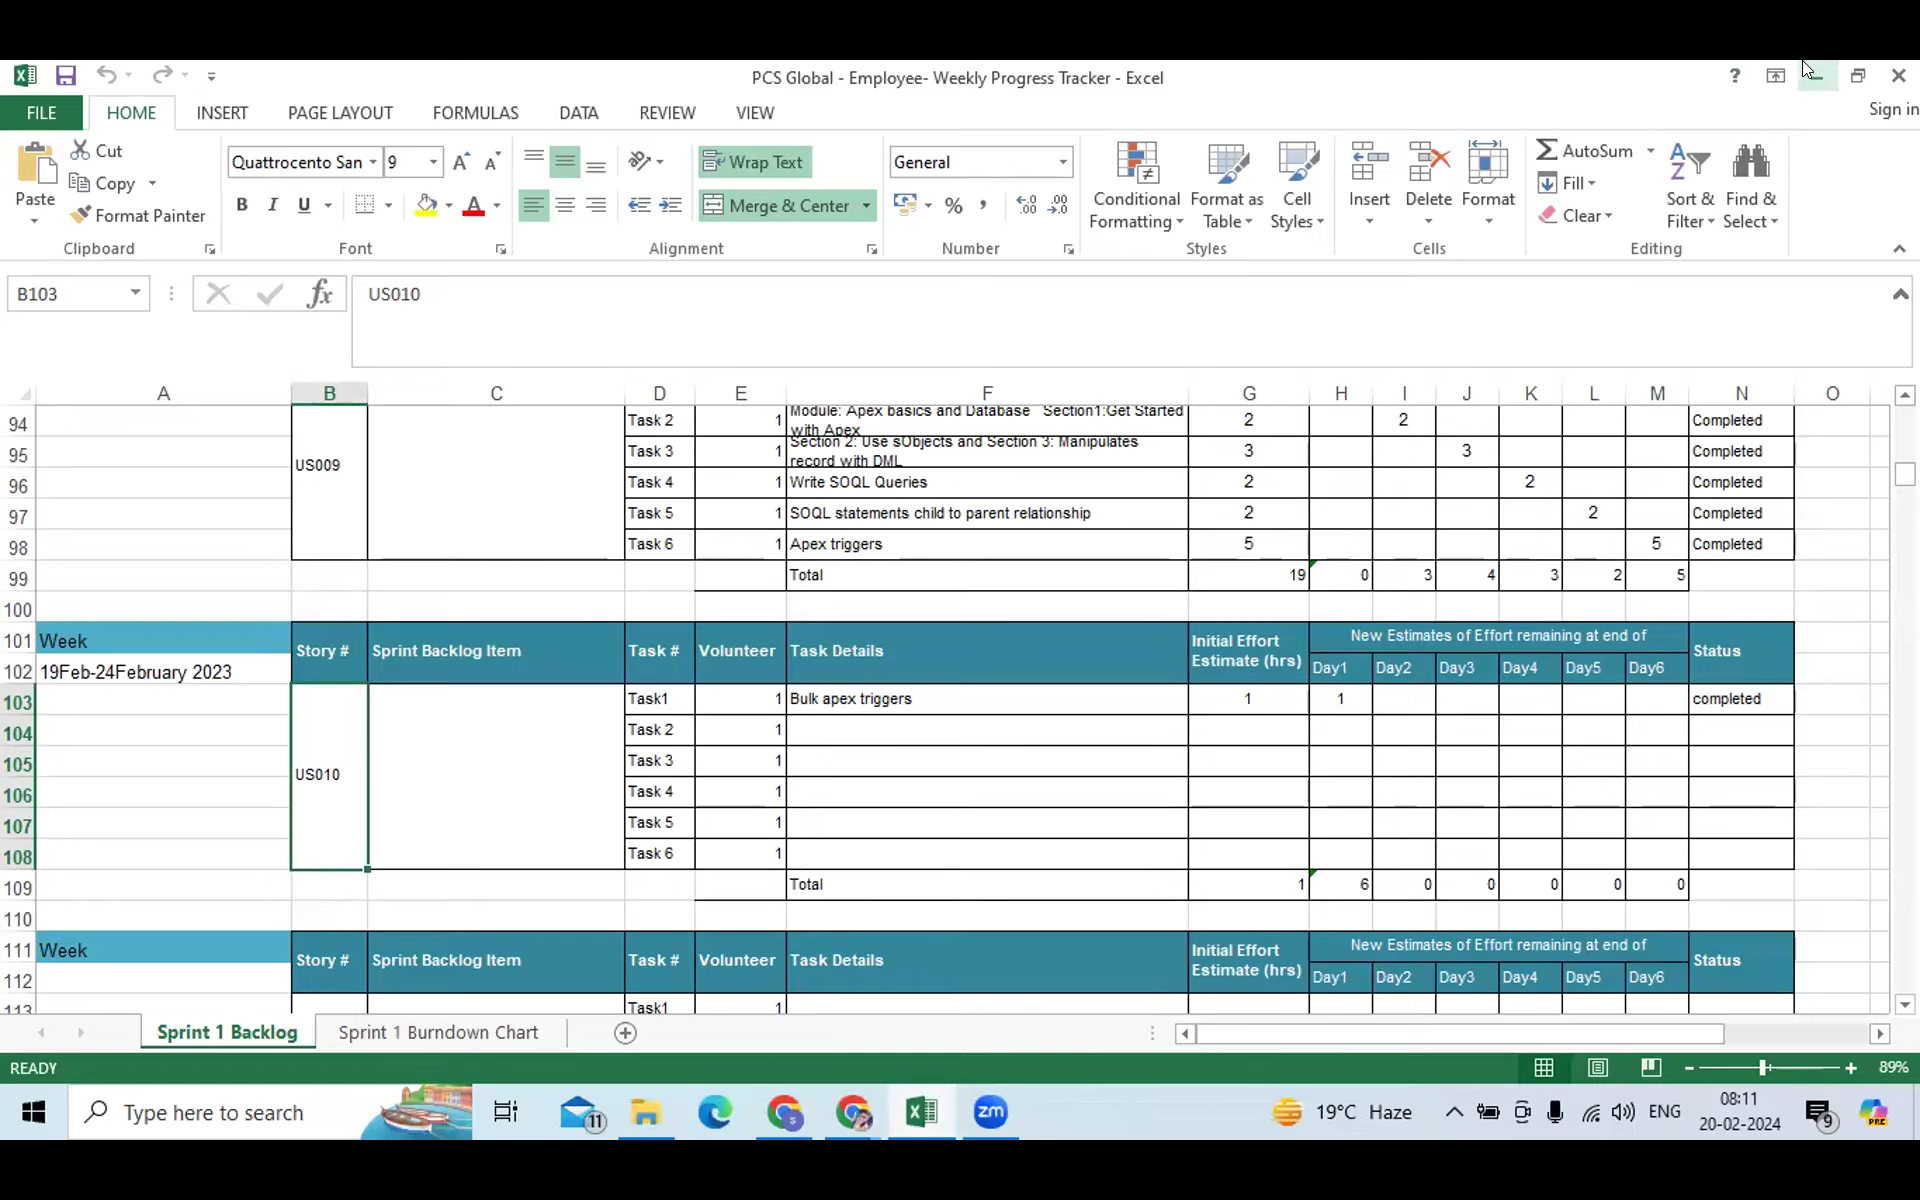 PCS Global - Employee- Weekly Progress Tracker - Excel
?
Sign in
FILE HOME INSERT PAGE LAYOUT FORMULAS DATA REVIEW VIEW
Paste
Cut
Copy
Format Painter
Clipboard
Quattrocento San 9
B I U
Font
Wrap Text
Merge & Center
Alignment
General
%
Number
Conditional Formatting
Format as Table
Cell Styles
Styles
Insert Delete Format
Cells
AutoSum
Fill
Clear
Sort & Filter
Find & Select
Editing
B103 fx US010
A B C D E F G H I J K L M N O
94 Task 2 1 Module: Apex basics and Database Section1:Get Started with Apex 2 2 Completed
95 US009 Task 3 1 Section 2: Use sObjects and Section 3: Manipulates record with DML 3 3 Completed
96 Task 4 1 Write SOQL Queries 2 2 Completed
97 Task 5 1 SOQL statements child to parent relationship 2 2 Completed
98 Task 6 1 Apex triggers 5 5 Completed
99 Total 19 0 3 4 3 2 5
100
101 Week Story # Sprint Backlog Item Task # Volunteer Task Details Initial Effort Estimate (hrs) New Estimates of Effort remaining at end of Status
102 19Feb-24February 2023 Day1 Day2 Day3 Day4 Day5 Day6
103 Task1 1 Bulk apex triggers 1 1 completed
104 Task 2 1
105 US010 Task 3 1
106 Task 4 1
107 Task 5 1
108 Task 6 1
109 Total 1 6 0 0 0 0 0
110
111 Week Story # Sprint Backlog Item Task # Volunteer Task Details Initial Effort Estimate (hrs) New Estimates of Effort remaining at end of Status
112 Day1 Day2 Day3 Day4 Day5 Day6
113 Task1 1
Sprint 1 Backlog Sprint 1 Burndown Chart
READY 89%
Type here to search 11 zm 19°C Haze ENG 08:11 9 PRE
20-02-2024